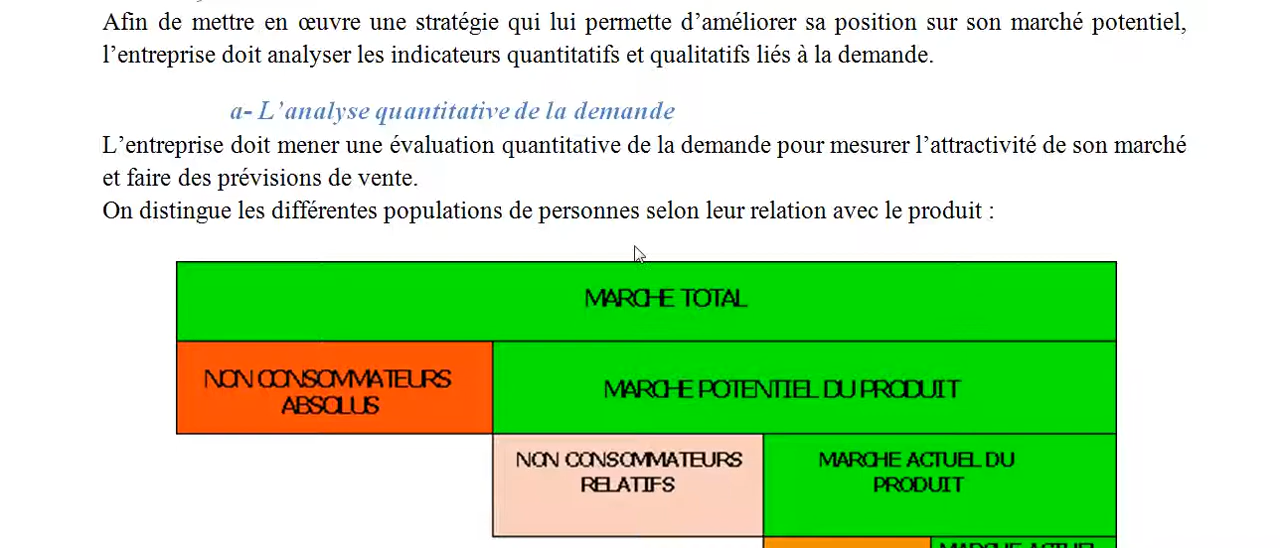 Afin de mettre en œuvre une stratégie qui lui permette d’améliorer sa position sur son marché potentiel,
l’entreprise doit analyser les indicateurs quantitatifs et qualitatifs liés à la demande.
a- L’analyse quantitative de la demande
L’entreprise doit mener une évaluation quantitative de la demande pour mesurer l’attractivité de son marché
et faire des prévisions de vente.
On distingue les différentes populations de personnes selon leur relation avec le produit :
MARCHE TOTAL
NON CONSOMMATEURS
ABSOLUS
MARCHE POTENTIEL DU PRODUIT
NON CONSOMMATEURS
RELATIFS
MARCHE ACTUEL DU
PRODUIT
MARCHE ACTUEL